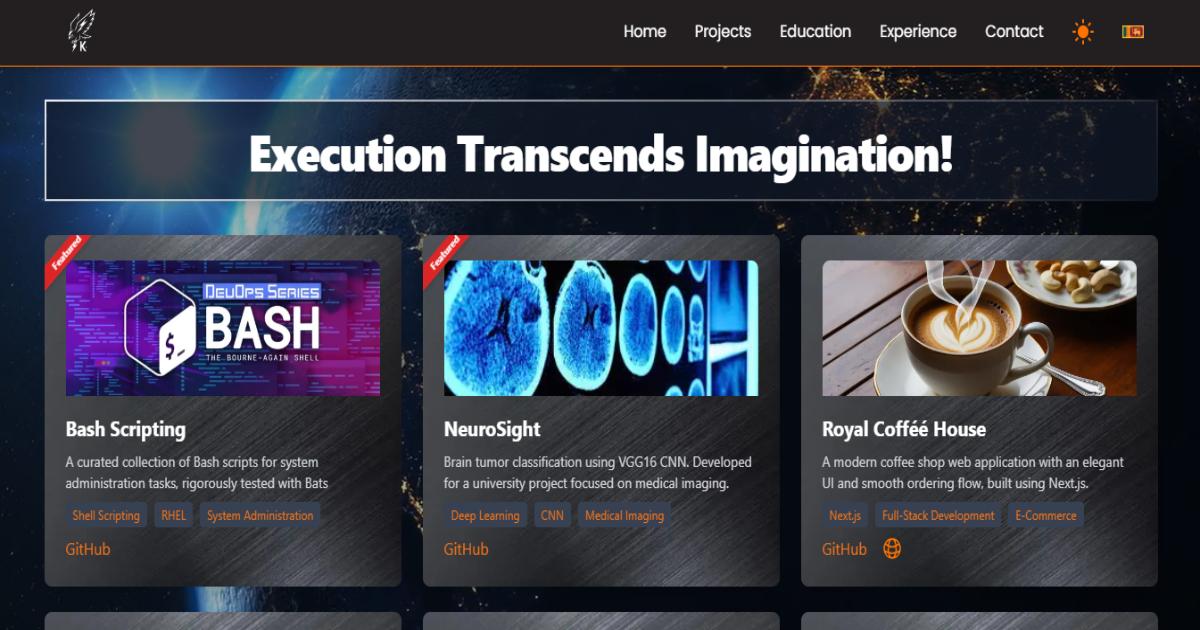 K
Home Projects Education Experience Contact
Execution Transcends Imagination!
Featured
DevOps Series
$_
BASH
THE BOURNE-AGAIN SHELL
Bash Scripting
A curated collection of Bash scripts for system
administration tasks, rigorously tested with Bats
Shell Scripting RHEL System Administration
GitHub
Featured
NeuroSight
Brain tumor classification using VGG16 CNN. Developed
for a university project focused on medical imaging.
Deep Learning CNN Medical Imaging
GitHub
Royal Cofféé House
A modern coffee shop web application with an elegant
UI and smooth ordering flow, built using Next.js.
Next.js Full-Stack Development E-Commerce
GitHub